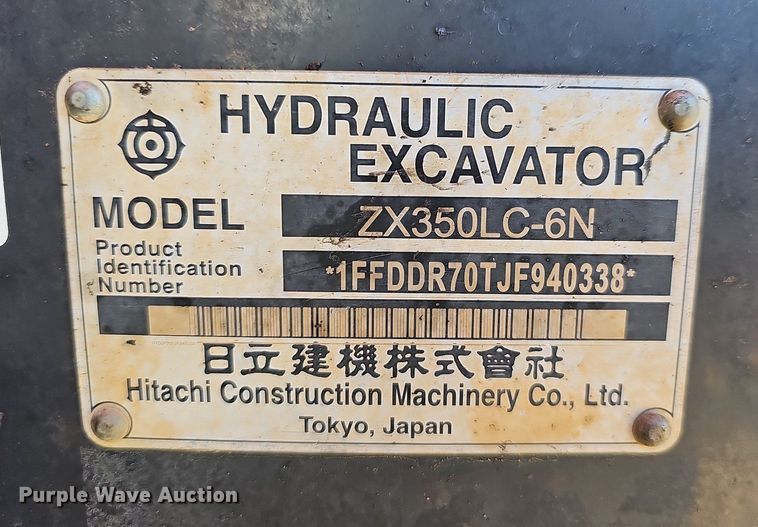 HYDRAULIC
EXCAVATOR
MODEL ZX350LC-6N
Product
Identification
Number *1FFDDR70TJF940338*
日立建機株式會社
Hitachi Construction Machinery Co., Ltd.
Tokyo, Japan
Purple Wave Auction